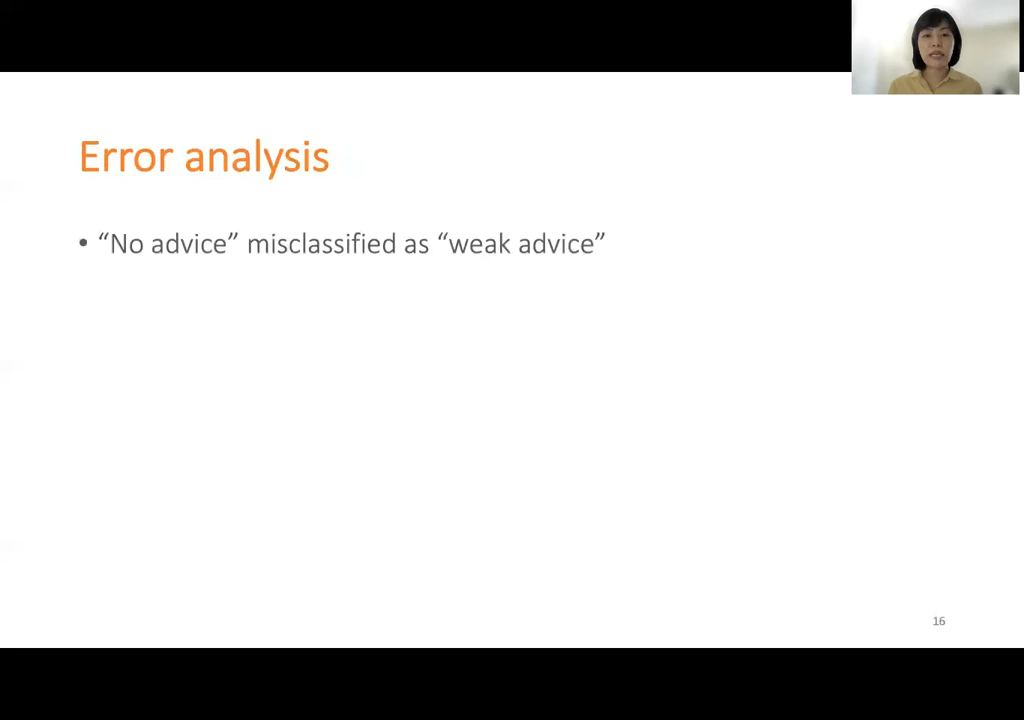 Error analysis
• “No advice” misclassified as “weak advice”
16